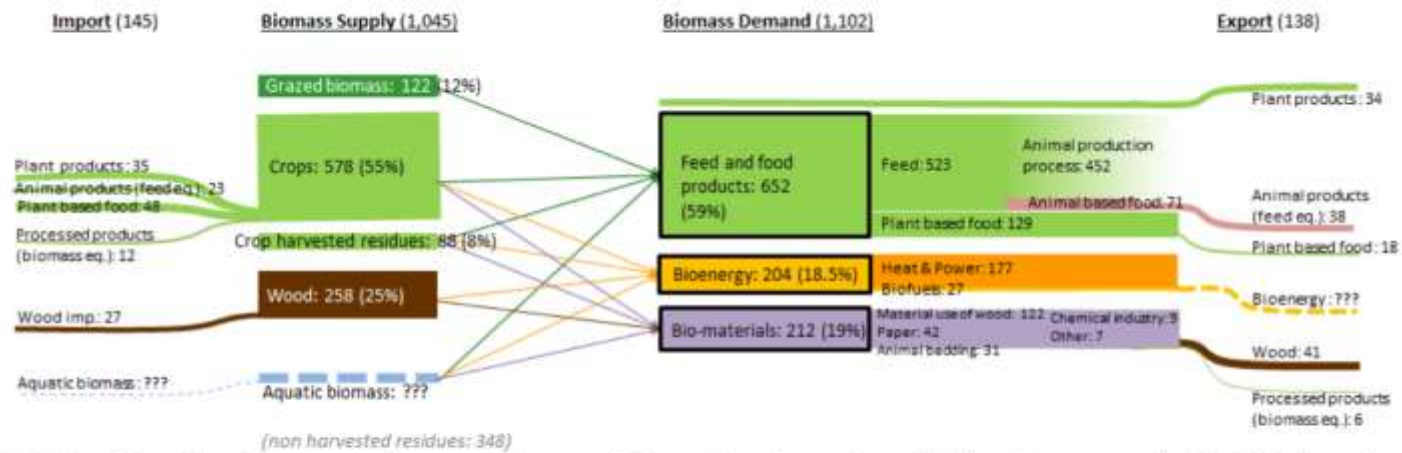 Import (145)
Biomass Supply (1,045)
Biomass Demand (1,102)
Export (138)
Grazed biomass: 122 (12%)
Plant products: 35
Animal products (feed eq.): 23
Plant based food: 48
Processed products
(biomass eq.): 12
Wood imp: 27
Aquatic biomass: ???
Crops: 578 (55%)
Crop harvested residues: 88 (8%)
Wood: 258 (25%)
Aquatic biomass: ???
(non harvested residues: 348)
Feed and food
products: 652
(59%)
Bioenergy: 204 (18.5%)
Bio-materials: 212 (19%)
Feed: 523
Animal production
process: 452
Animal based food: 71
Plant based food: 129
Heat & Power: 177
Biofuels: 27
Material use of wood: 122
Paper: 42
Animal bedding: 31
Chemical industry: 9
Other: 7
Plant products: 34
Animal products
(feed eq.): 38
Plant based food: 18
Bioenergy: ???
Wood: 41
Processed products
(biomass eq.): 6